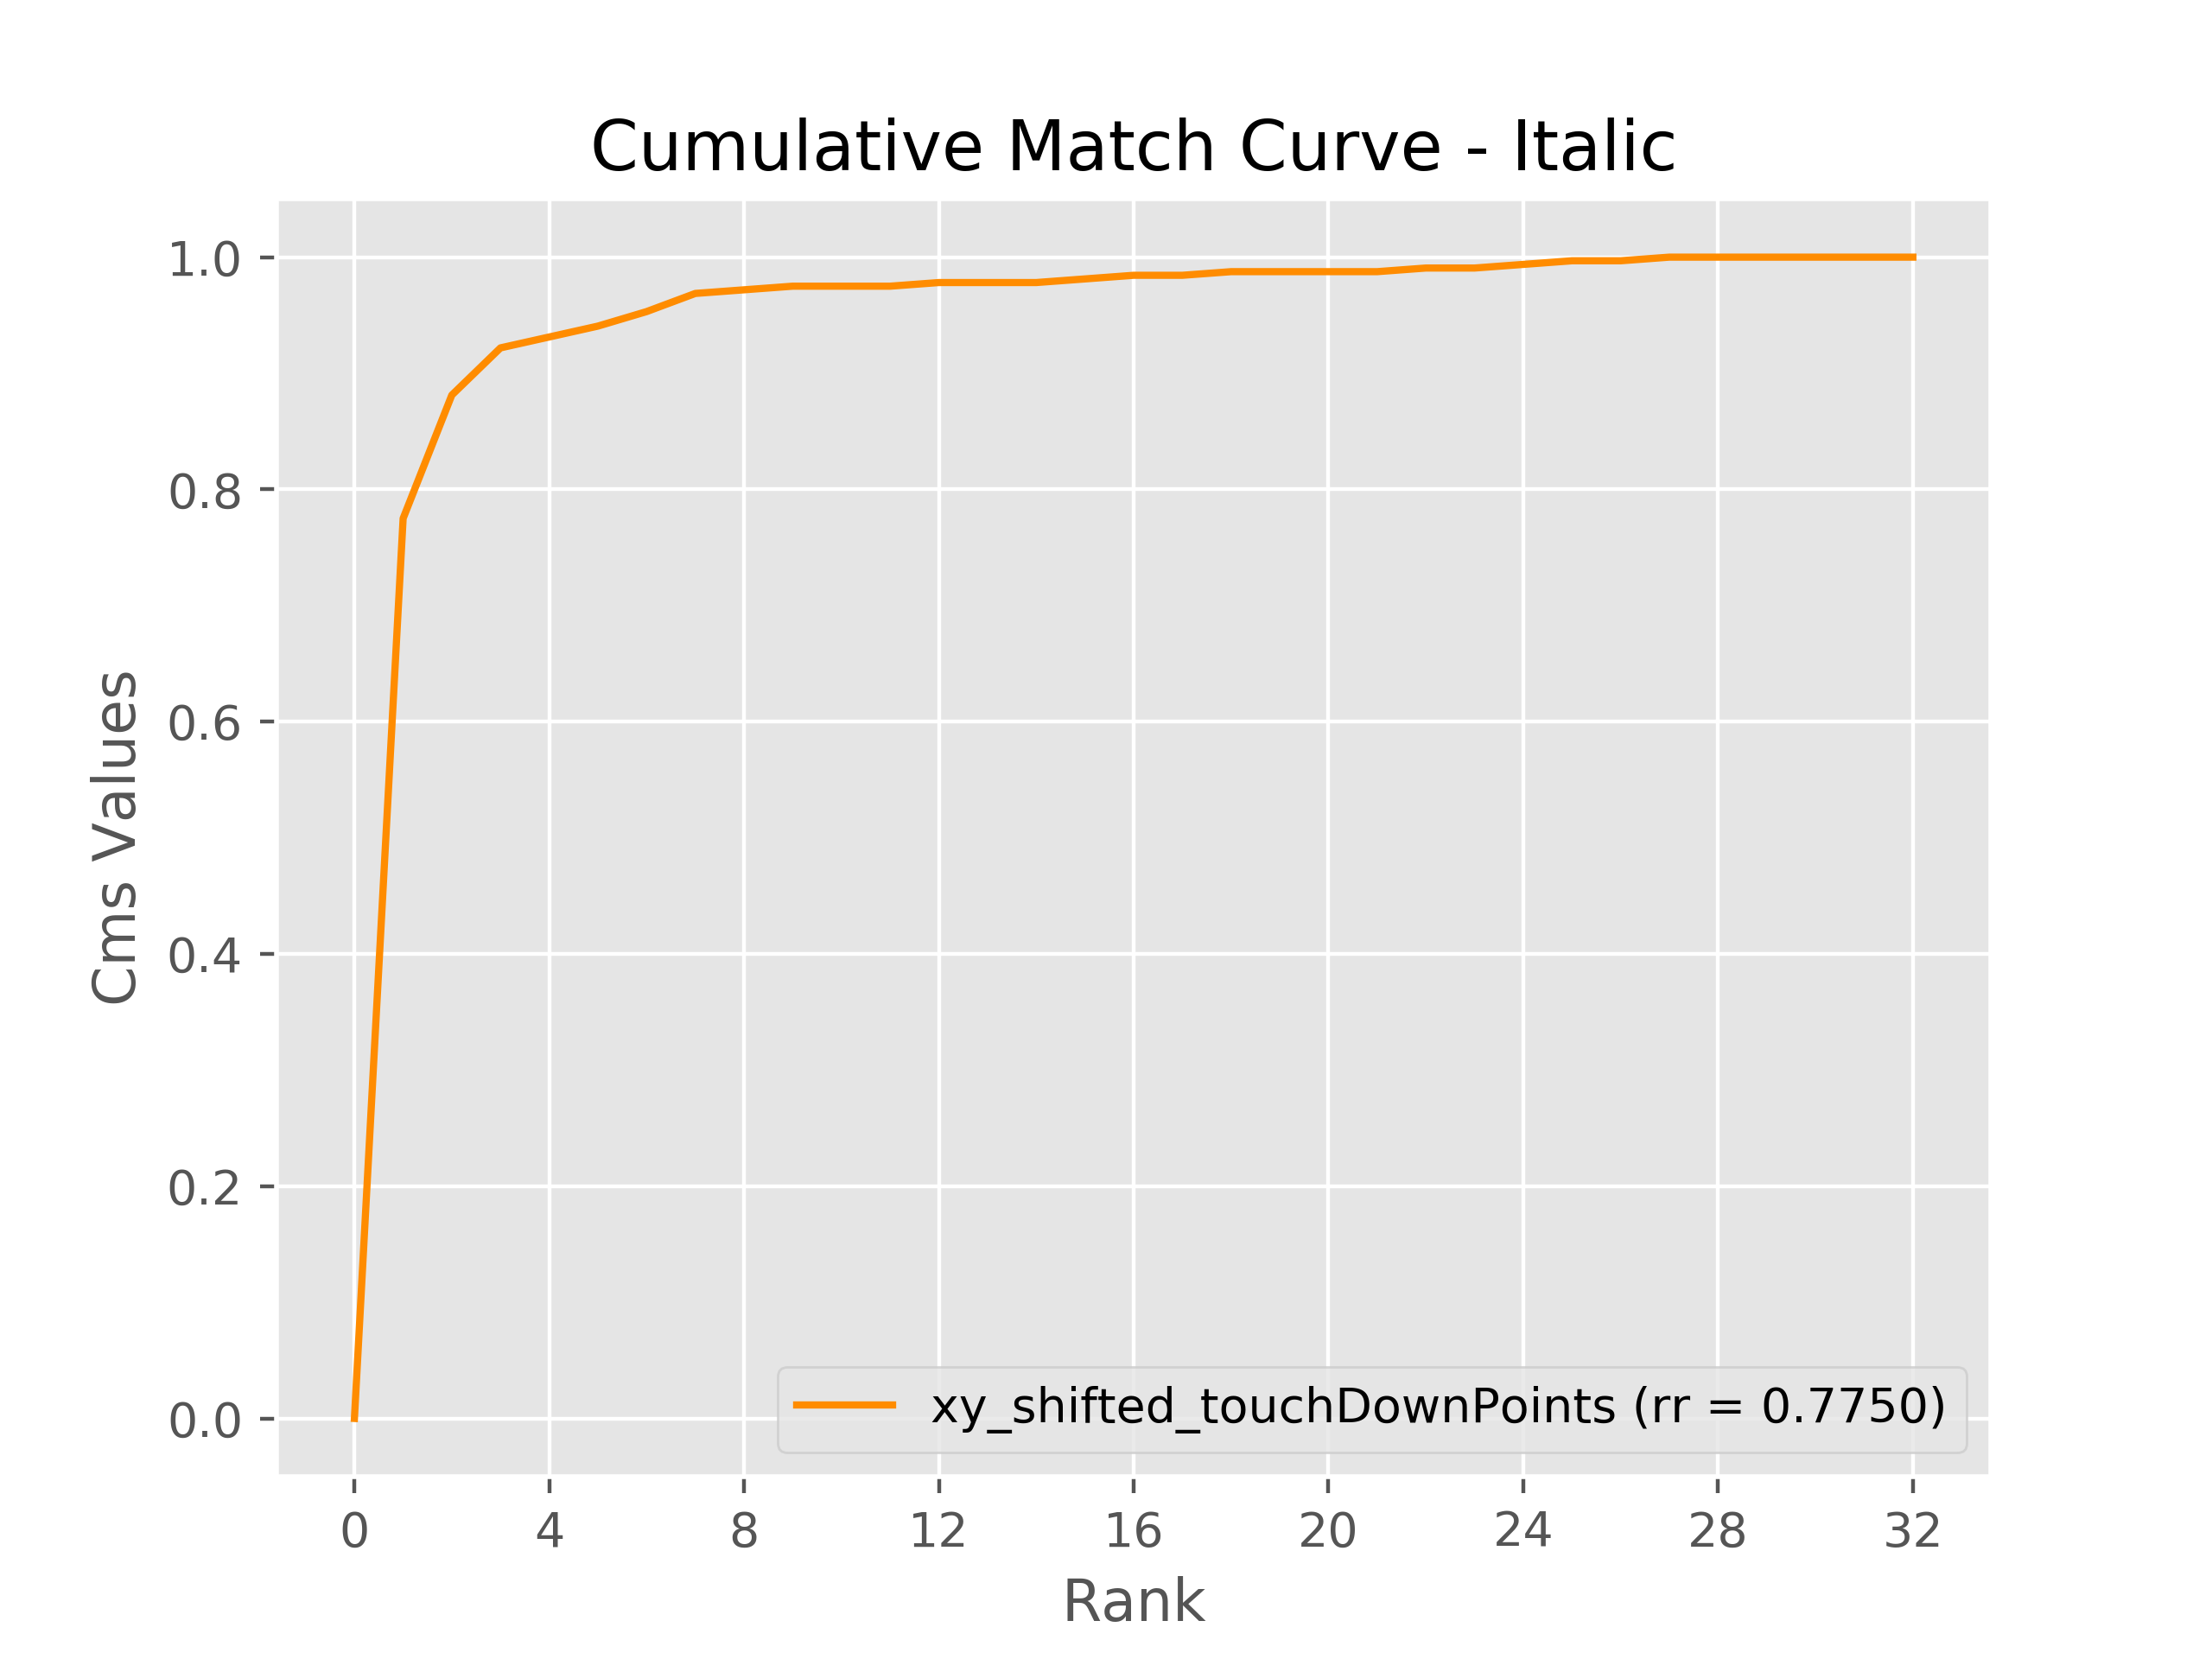 Cumulative Match Curve - Italic
1.0
0.8
0.6
0.4
0.2
0.0
Cms Values
xy_shifted_touchDownPoints (rr = 0.7750)
0 4 8 12 16 20 24 28 32
Rank